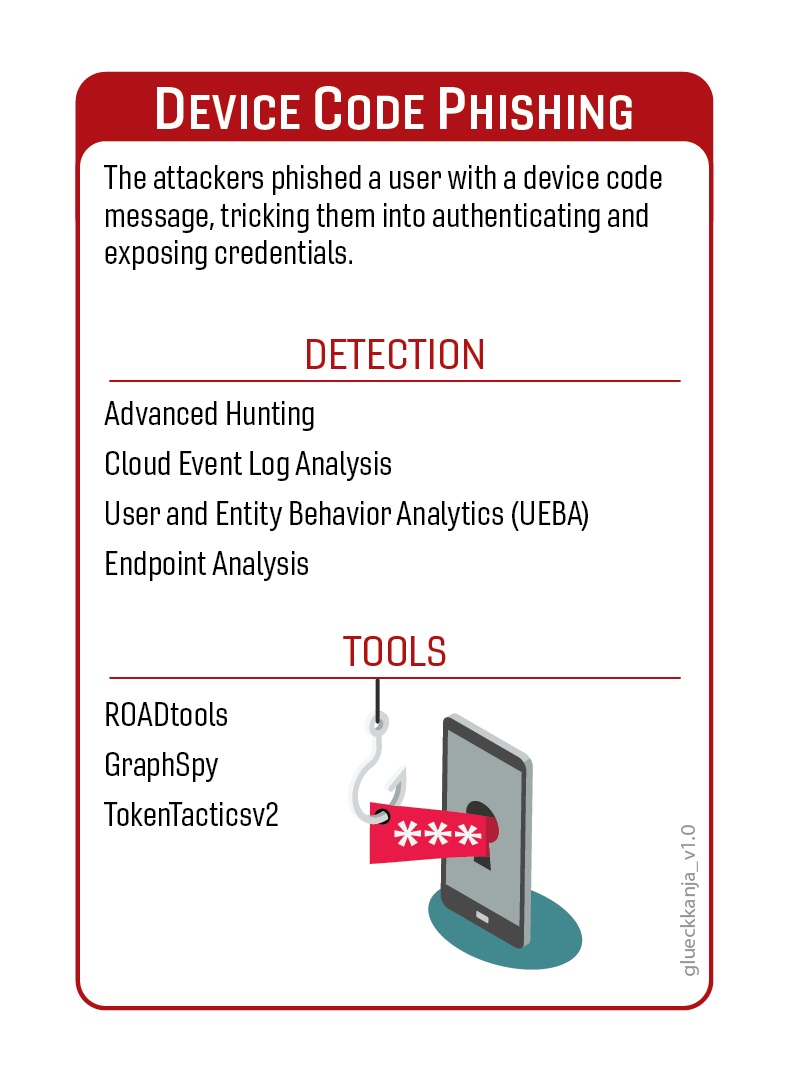 Device Code Phishing
The attackers phished a user with a device code
message, tricking them into authenticating and
exposing credentials.
DETECTION
Advanced Hunting
Cloud Event Log Analysis
User and Entity Behavior Analytics (UEBA)
Endpoint Analysis
TOOLS
ROADtools
GraphSpy
TokenTacticsv2
***
glueckkanja_v1.0